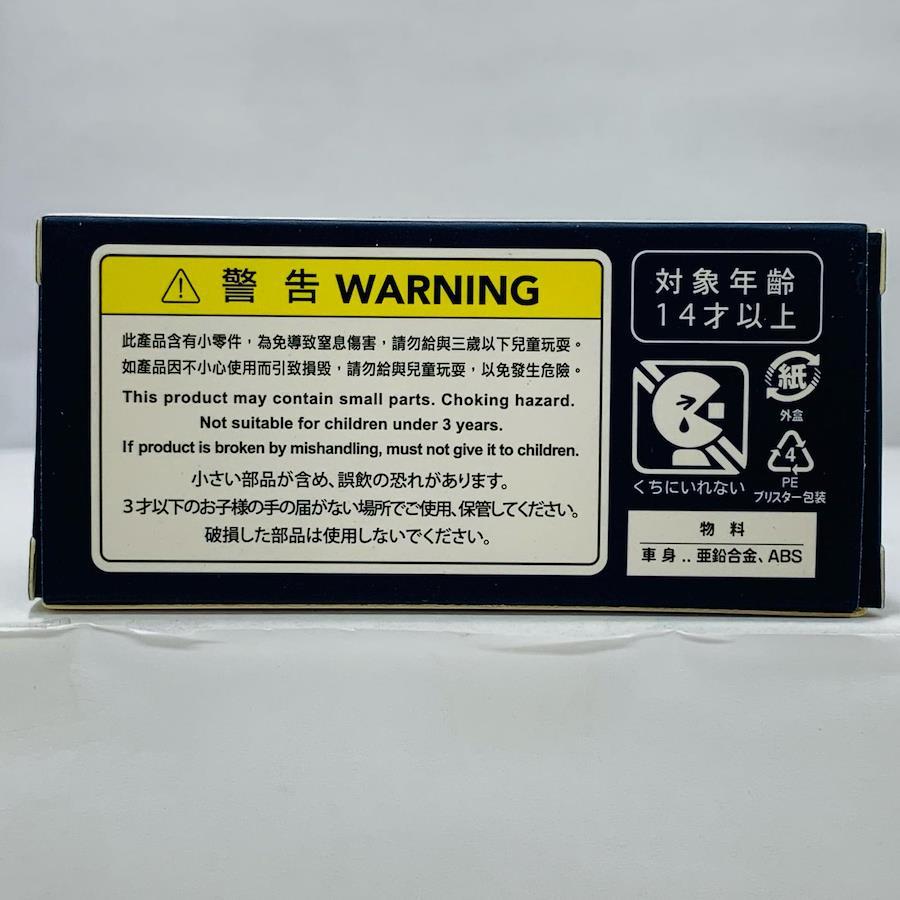 警告 WARNING
此產品含有小零件，為免導致窒息傷害，請勿給與三歲以下兒童玩耍。
如產品因不小心使用而引致損毀，請勿給與兒童玩耍，以免發生危險。
This product may contain small parts. Choking hazard.
Not suitable for children under 3 years.
If product is broken by mishandling, must not give it to children.
小さい部品が含め、誤飲の恐れがあります。
3才以下のお子様の手の届がない場所でご使用、保管してください。
破損した部品は使用しないでください。
対象年齢
14才以上
くちにいれない
紙
外盒
4
PE
ブリスター包装
物料
車身..亜鉛合金、ABS